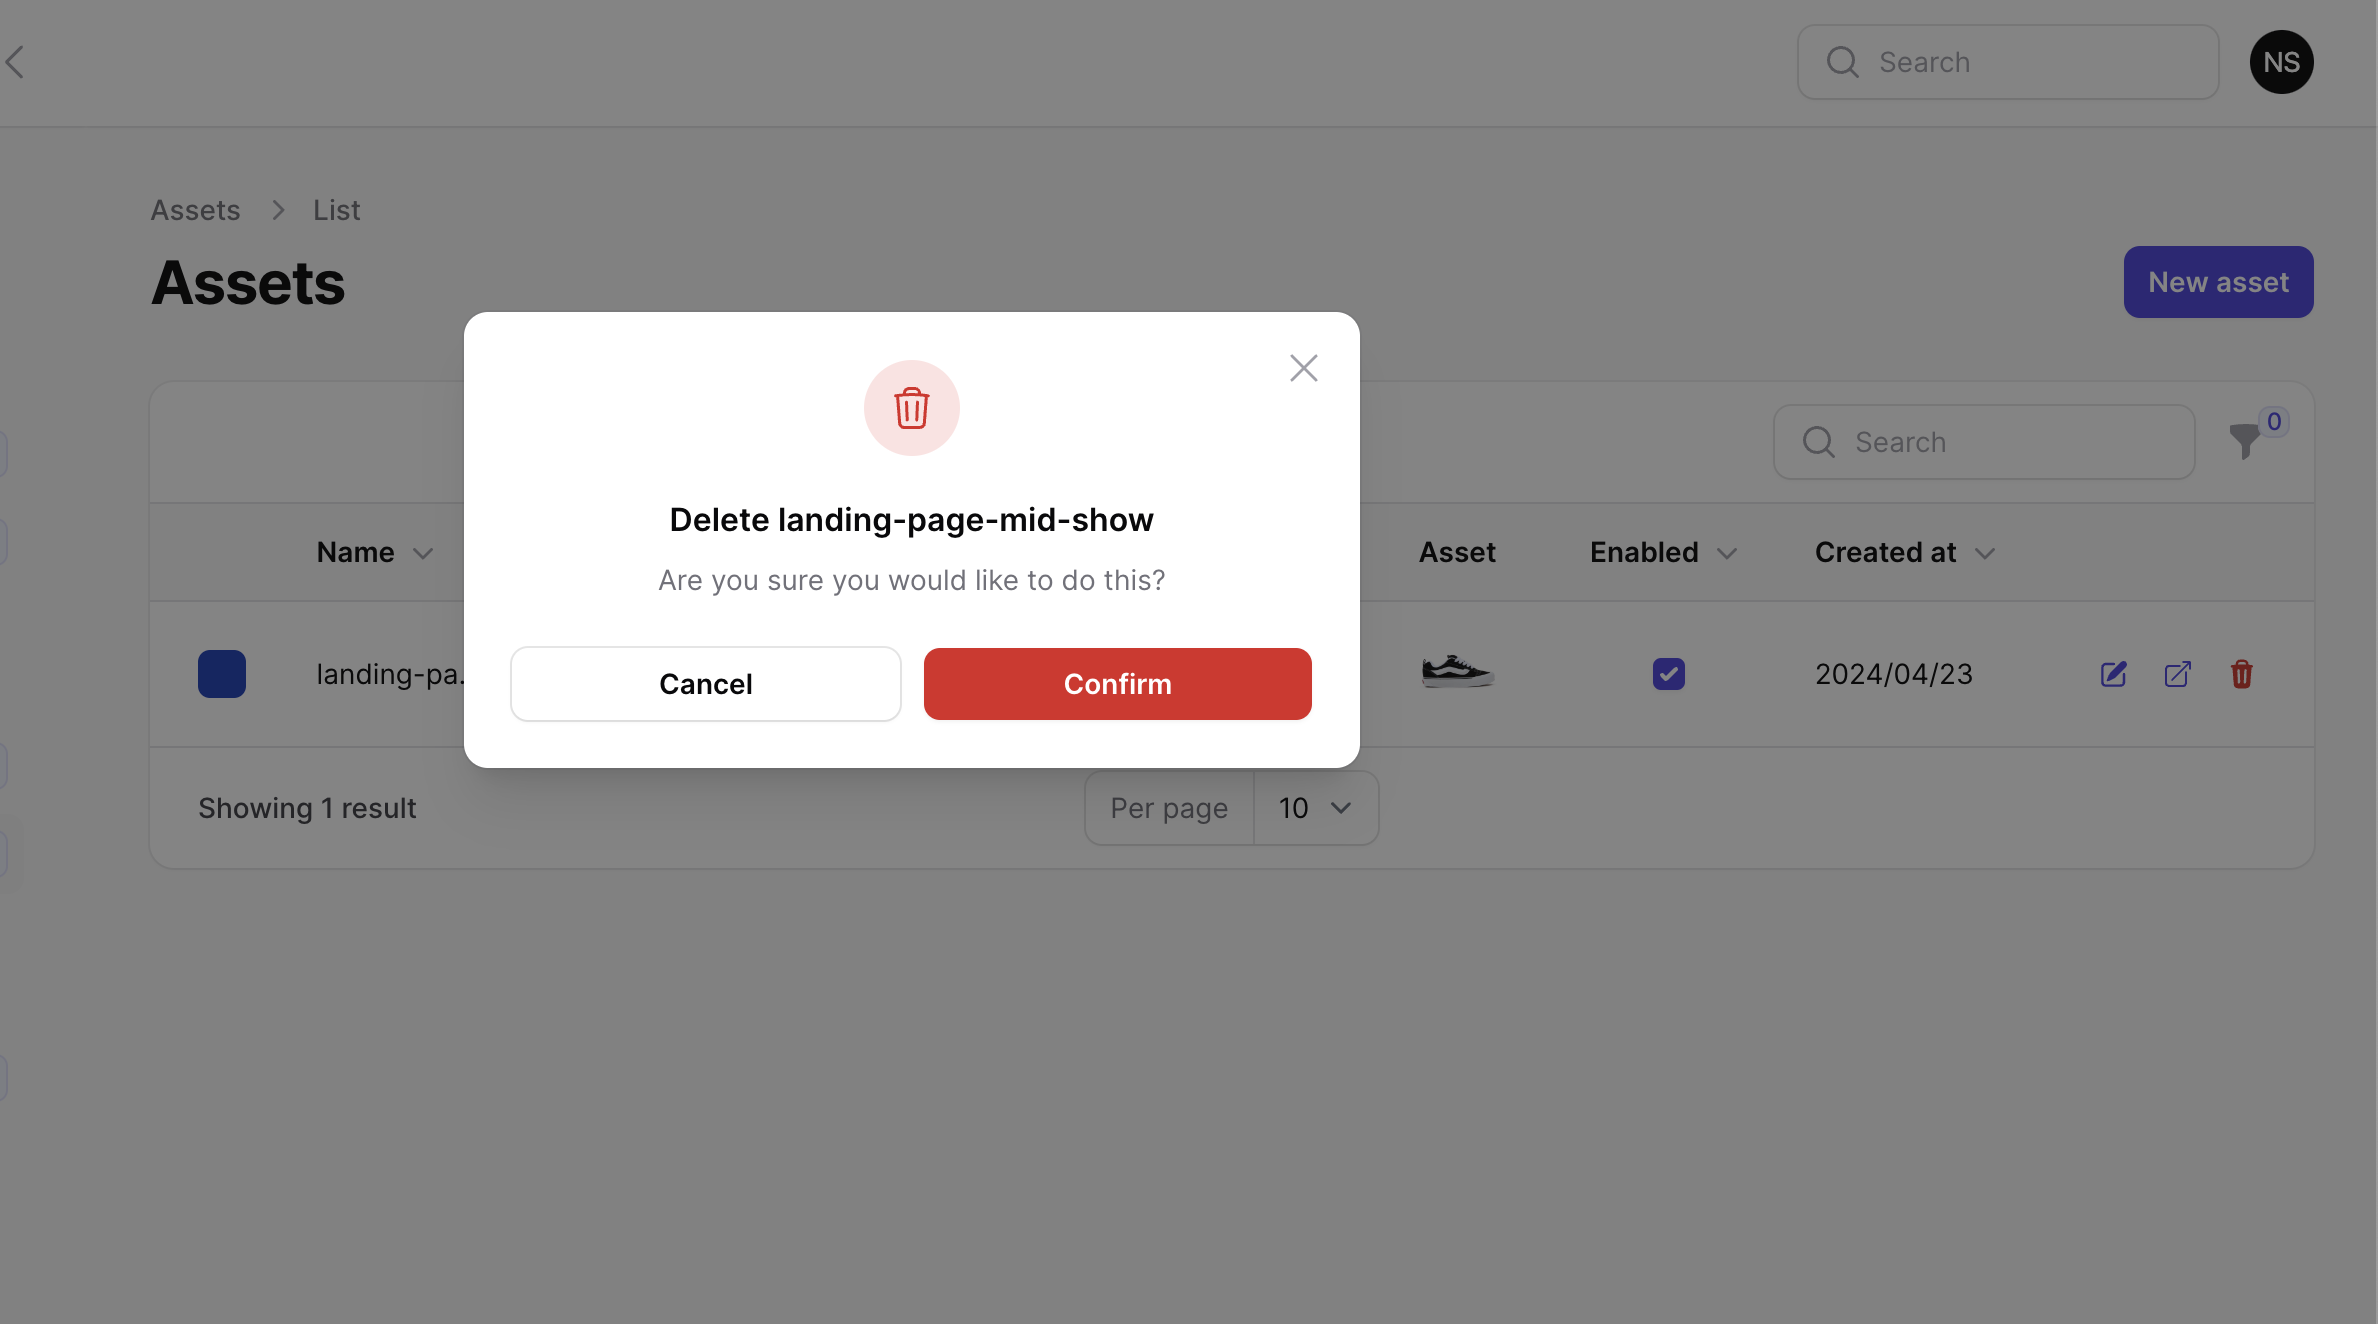 Search
NS
Assets > List
Assets
New asset
Search
0
Name
Asset
Enabled
Created at
landing-pa.
2024/04/23
Showing 1 result
Per page
10
Delete landing-page-mid-show
Are you sure you would like to do this?
Cancel
Confirm